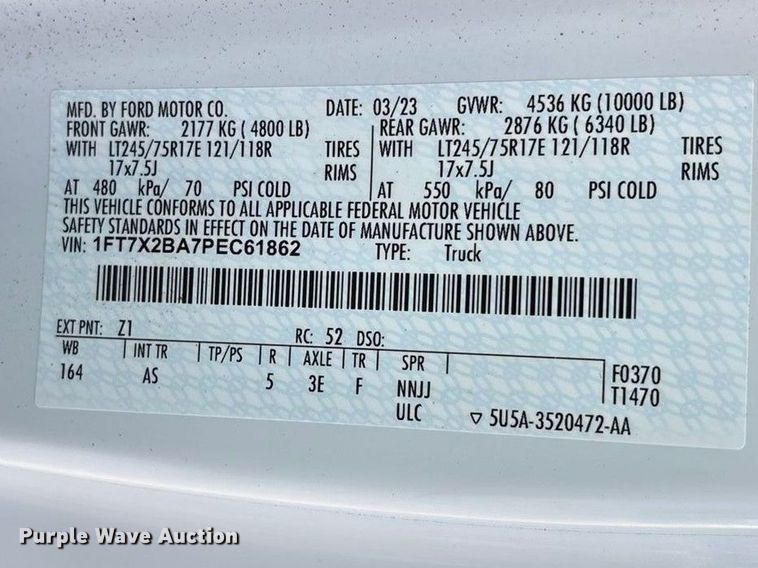 MFD. BY FORD MOTOR CO. DATE: 03/23 GVWR: 4536 KG (10000 LB)
FRONT GAWR: 2177 KG (4800 LB) REAR GAWR: 2876 KG (6340 LB)
WITH LT245/75R17E 121/118R TIRES WITH LT245/75R17E 121/118R TIRES
17x7.5J RIMS 17x7.5J RIMS
AT 480 kPa/ 70 PSI COLD AT 550 kPa/ 80 PSI COLD
THIS VEHICLE CONFORMS TO ALL APPLICABLE FEDERAL MOTOR VEHICLE
SAFETY STANDARDS IN EFFECT ON THE DATE OF MANUFACTURE SHOWN ABOVE.
VIN: 1FT7X2BA7PEC61862 TYPE: Truck
EXT PNT: Z1 RC: 52 DSO:
WB INT TR TP/PS R AXLE TR SPR F0370
164 AS 5 3E F NNJJ T1470
ULC ▽ 5U5A-3520472-AA
Purple Wave Auction